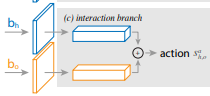 (c) interaction branch
bh
+
action s^a_{h,o}
bo